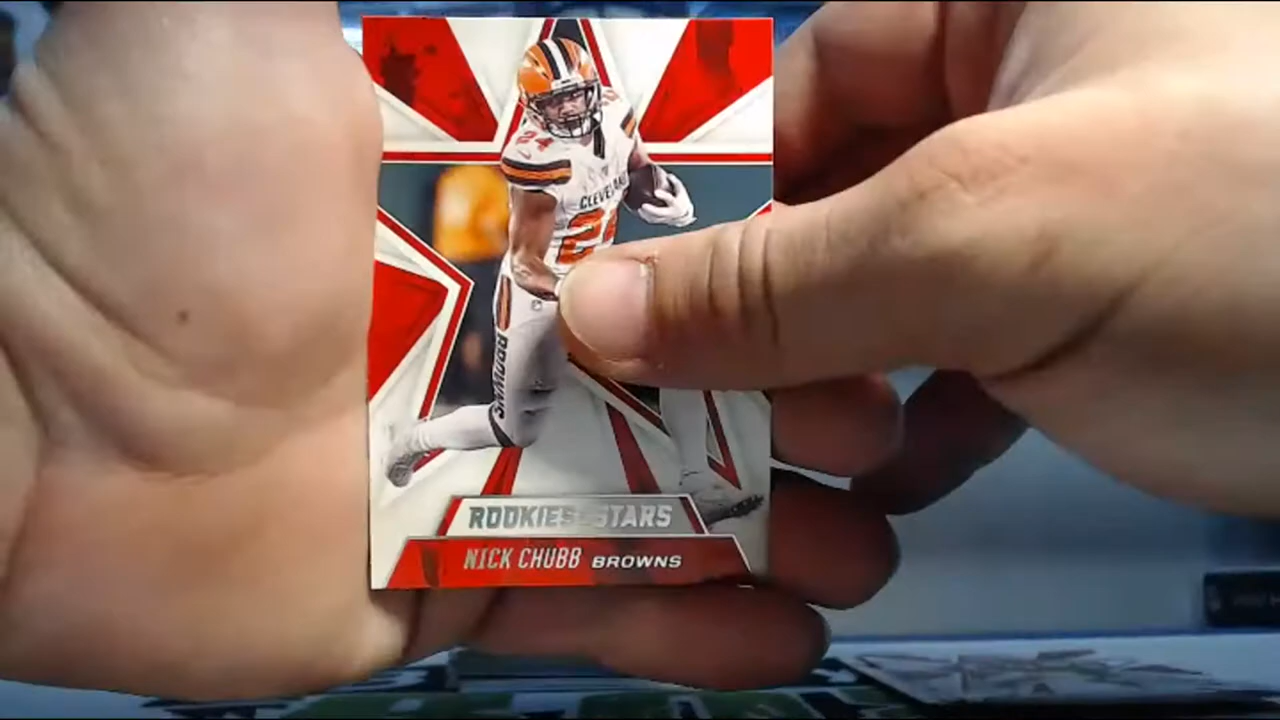 24
CLEVELAND
24
BROWNS
ROOKIES STARS
NICK CHUBB BROWNS